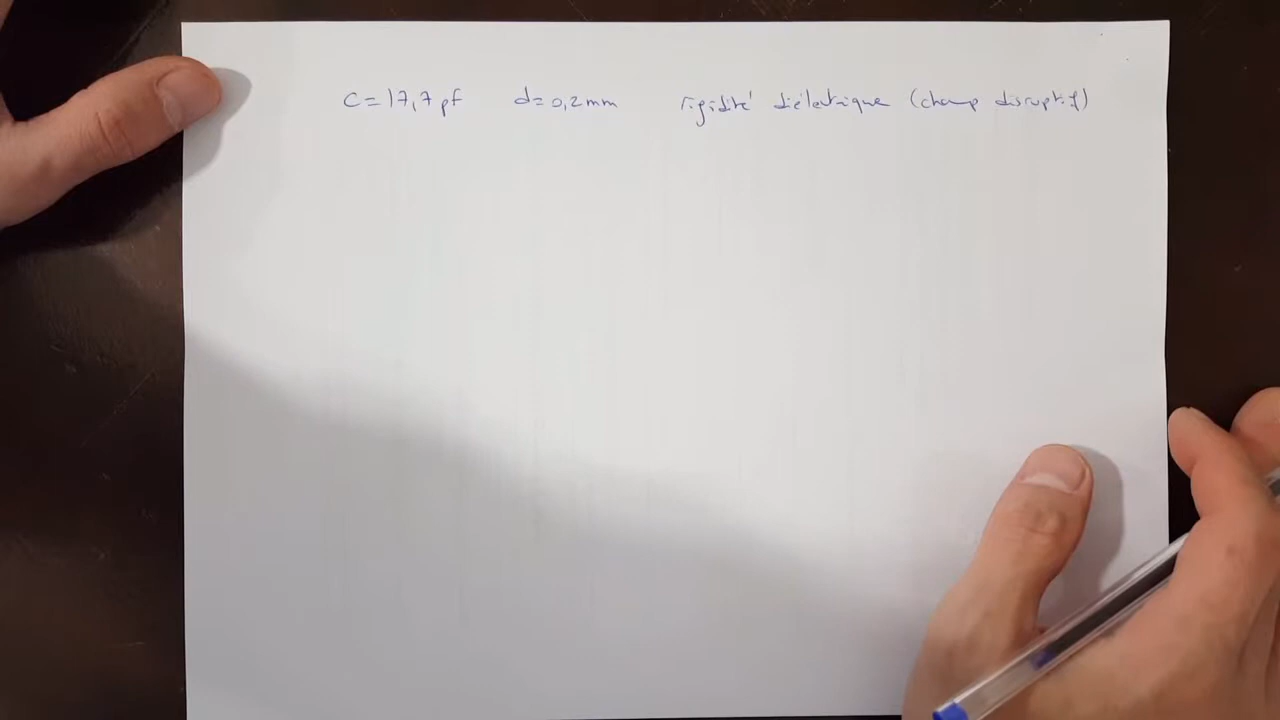 C = 17,7 pf d = 0,2 mm rigidité diélectrique (champ disruptif)